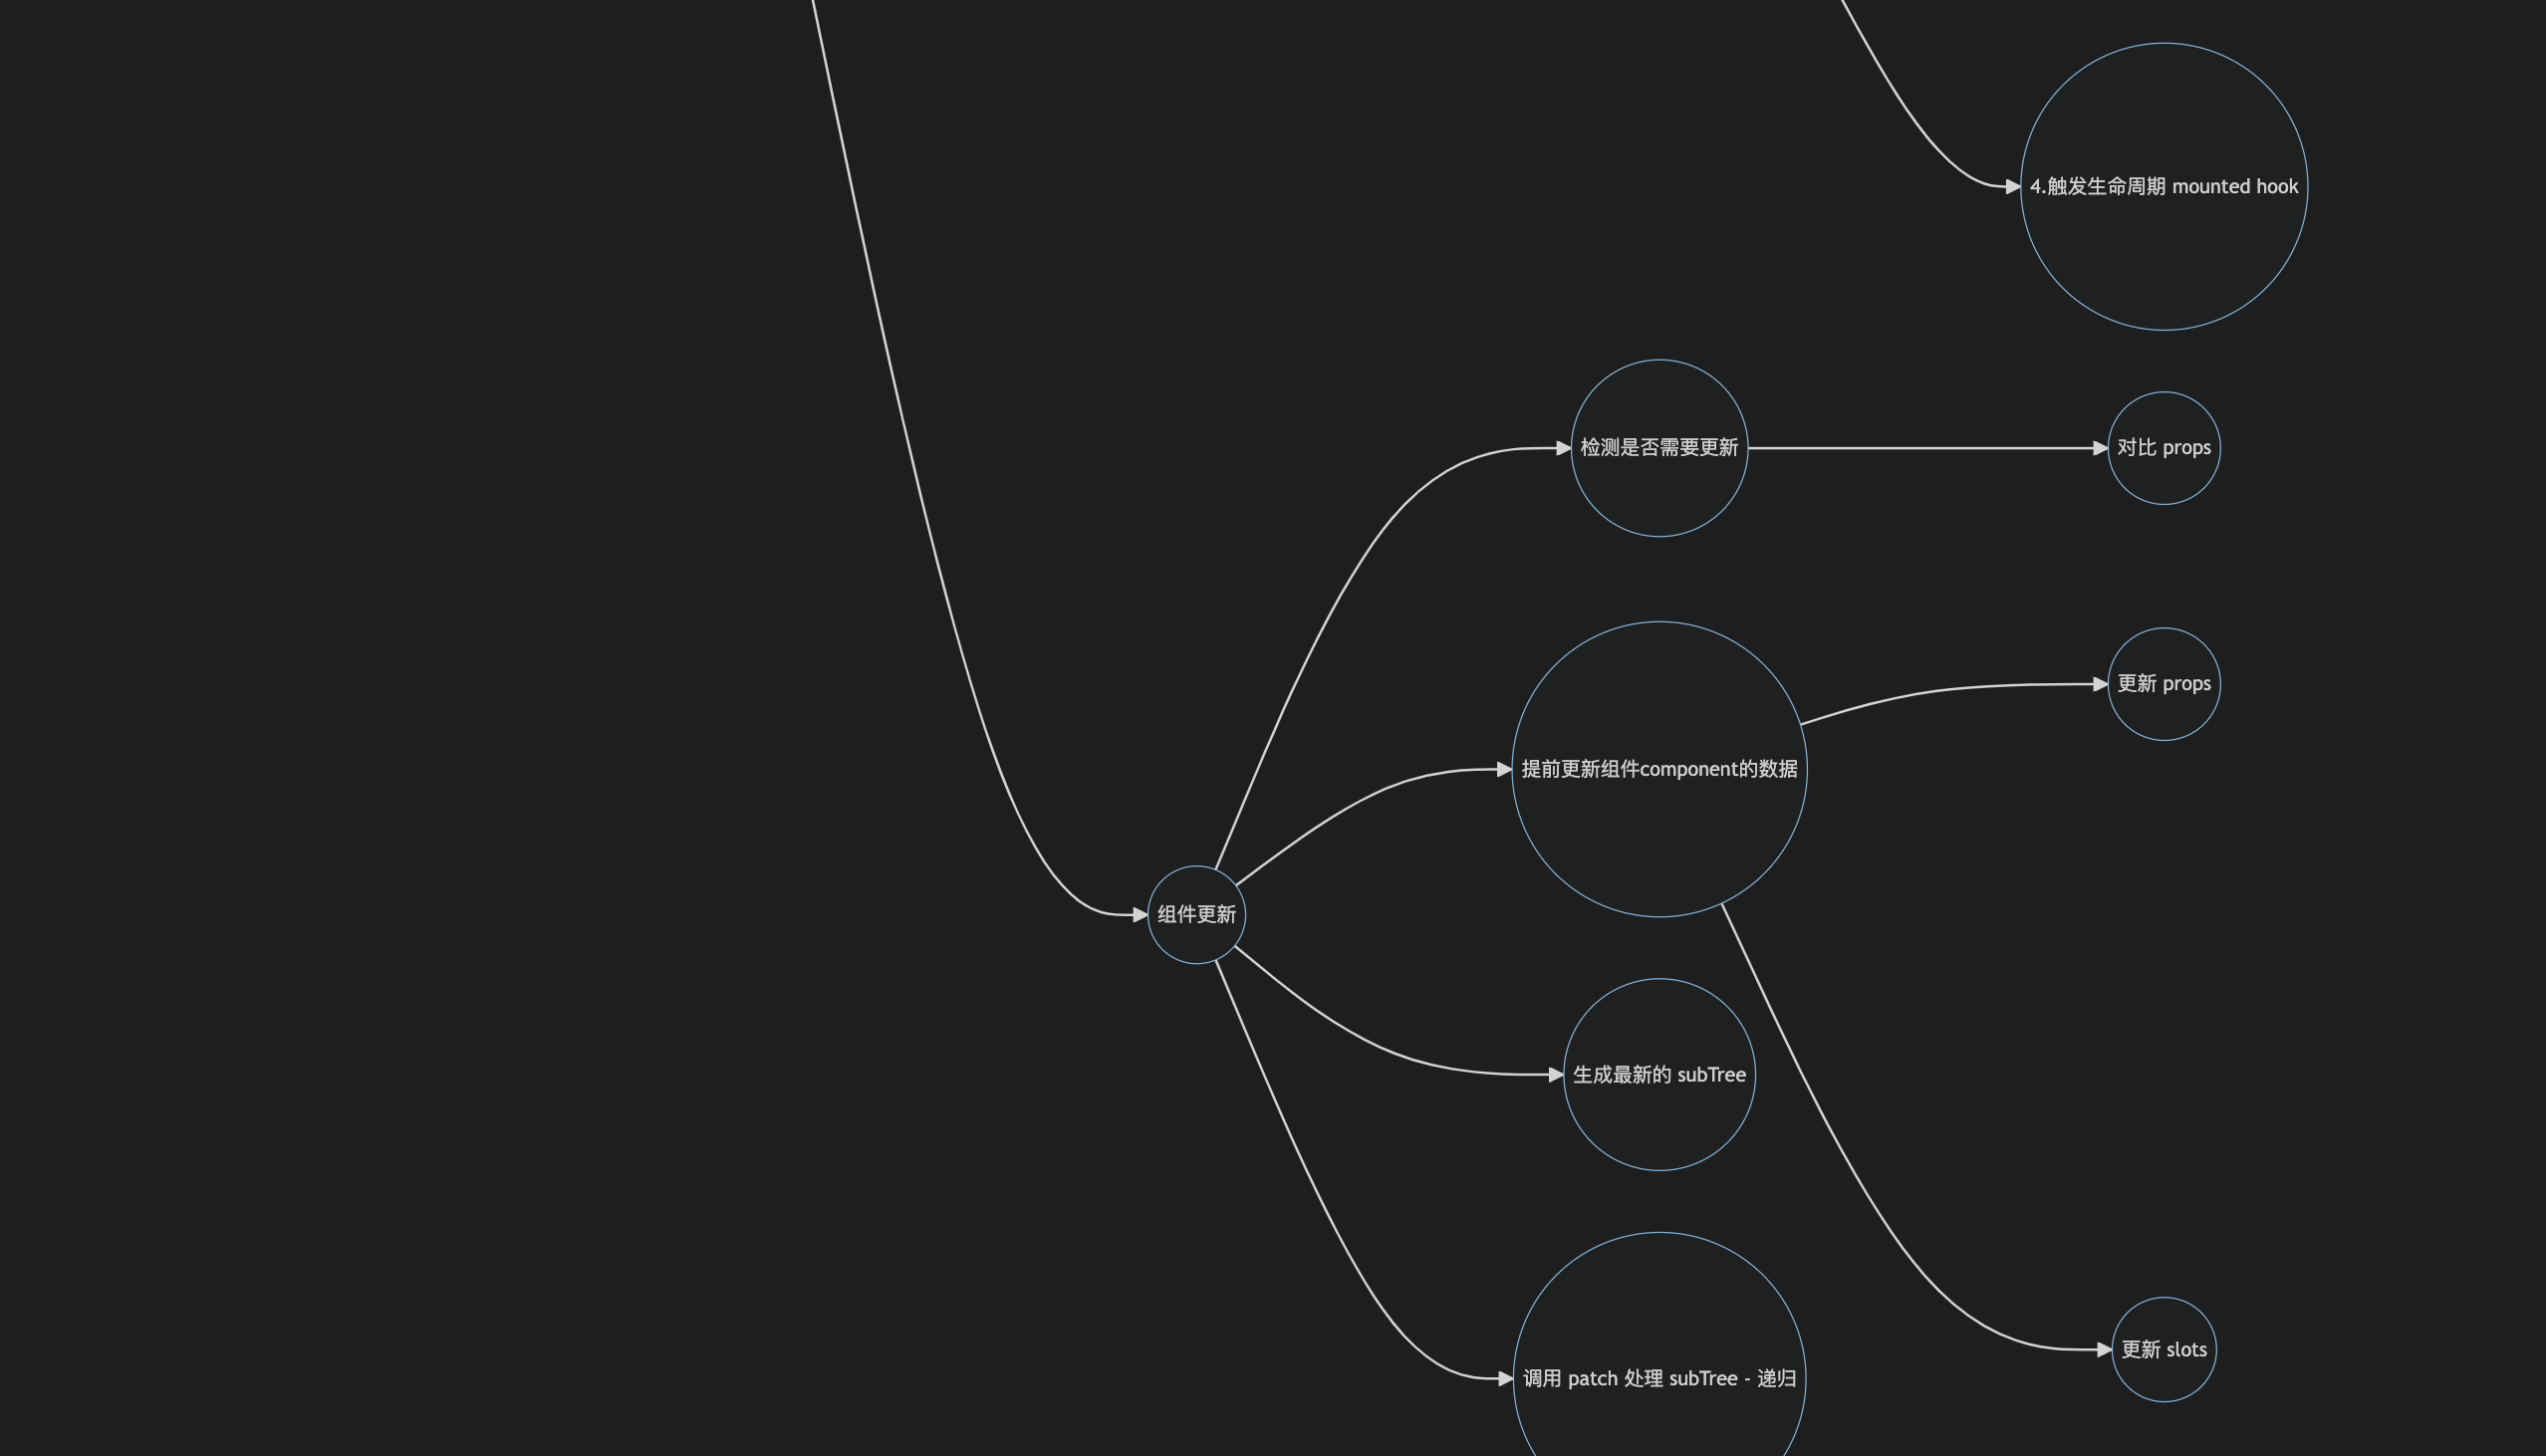 4.触发生命周期 mounted hook
检测是否需要更新
对比 props
更新 props
提前更新组件component的数据
组件更新
生成最新的 subTree
更新 slots
调用 patch 处理 subTree - 递归